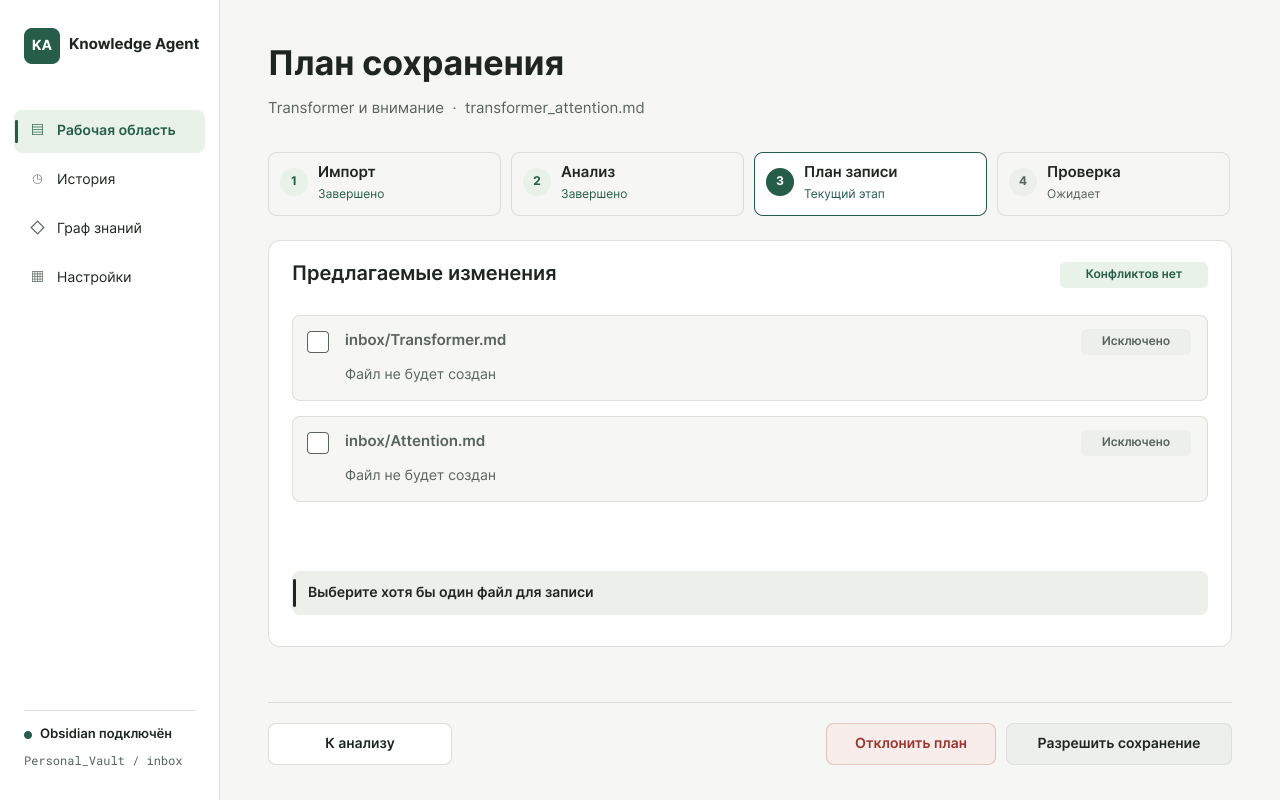 KA Knowledge Agent
Рабочая область
История
Граф знаний
Настройки
Obsidian подключён
Personal_Vault / inbox
План сохранения
Transformer и внимание · transformer_attention.md
1 Импорт
Завершено
2 Анализ
Завершено
3 План записи
Текущий этап
4 Проверка
Ожидает
Предлагаемые изменения
Конфликтов нет
inbox/Transformer.md
Исключено
Файл не будет создан
inbox/Attention.md
Исключено
Файл не будет создан
Выберите хотя бы один файл для записи
К анализу
Отклонить план
Разрешить сохранение